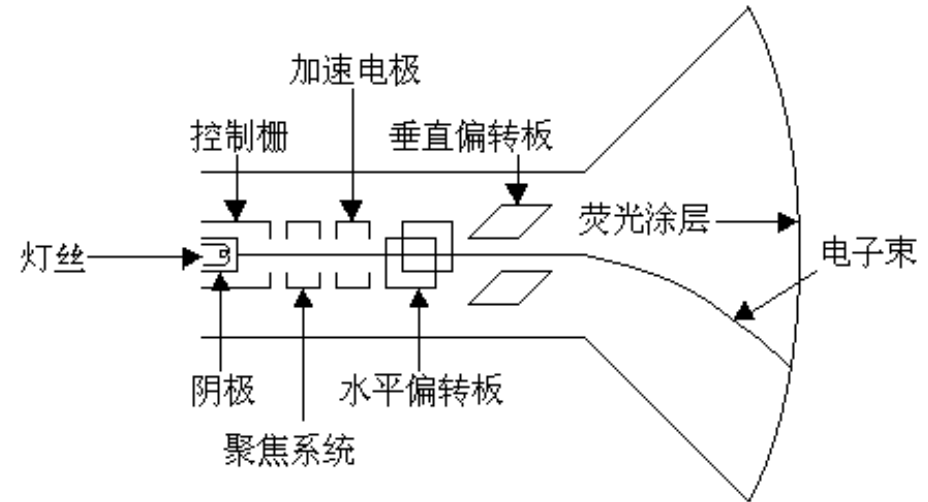 加速电极
控制栅
垂直偏转板
荧光涂层
灯丝
电子束
阴极
水平偏转板
聚焦系统